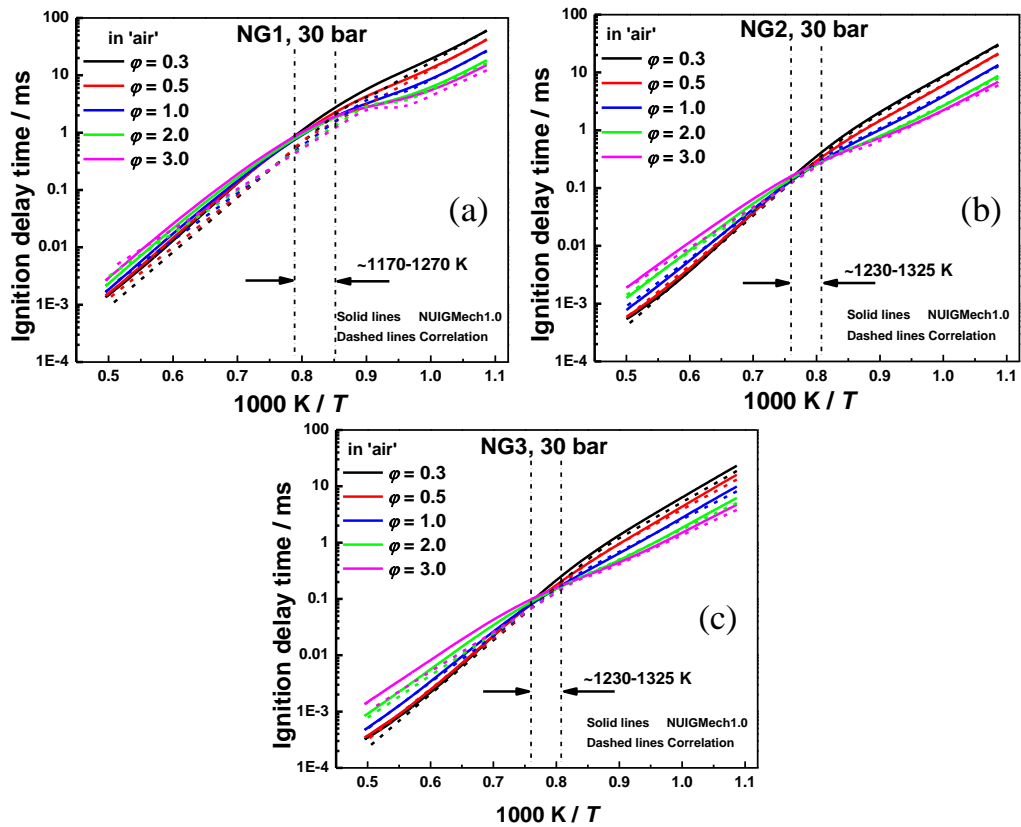 NG1, 30 bar
in 'air'
φ = 0.3
φ = 0.5
φ = 1.0
φ = 2.0
φ = 3.0
(a)
~1170-1270 K
Solid lines NUIGMech1.0
Dashed lines Correlation
Ignition delay time / ms
100
10
1
0.1
0.01
1E-3
1E-4
0.5 0.6 0.7 0.8 0.9 1.0 1.1
1000 K / T
NG2, 30 bar
in 'air'
φ = 0.3
φ = 0.5
φ = 1.0
φ = 2.0
φ = 3.0
(b)
~1230-1325 K
Solid lines NUIGMech1.0
Dashed lines Correlation
Ignition delay time / ms
100
10
1
0.1
0.01
1E-3
1E-4
0.5 0.6 0.7 0.8 0.9 1.0 1.1
1000 K / T
NG3, 30 bar
in 'air'
φ = 0.3
φ = 0.5
φ = 1.0
φ = 2.0
φ = 3.0
(c)
~1230-1325 K
Solid lines NUIGMech1.0
Dashed lines Correlation
Ignition delay time / ms
100
10
1
0.1
0.01
1E-3
1E-4
0.5 0.6 0.7 0.8 0.9 1.0 1.1
1000 K / T